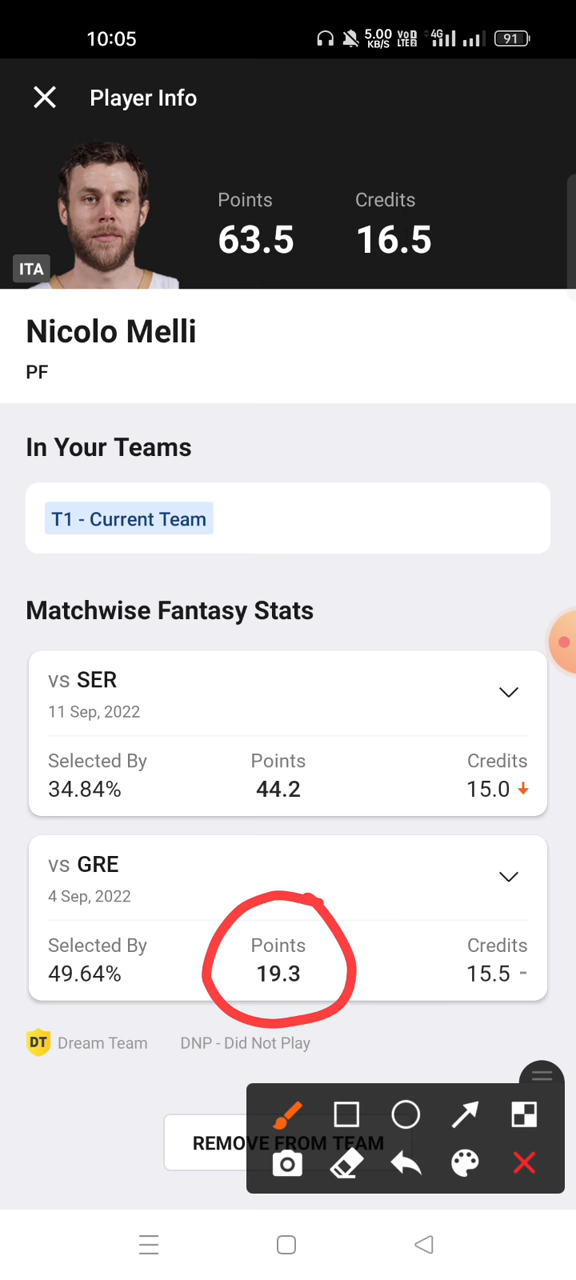 10:05 5.00 KB/S VoD LTE2 4G 91
Player Info
Points Credits
63.5 16.5
ITA
Nicolo Melli
PF
In Your Teams
T1 - Current Team
Matchwise Fantasy Stats
vs SER
11 Sep, 2022
Selected By Points Credits
34.84% 44.2 15.0
vs GRE
4 Sep, 2022
Selected By Points Credits
49.64% 19.3 15.5 -
DT Dream Team DNP - Did Not Play
REMOVE FROM TEAM